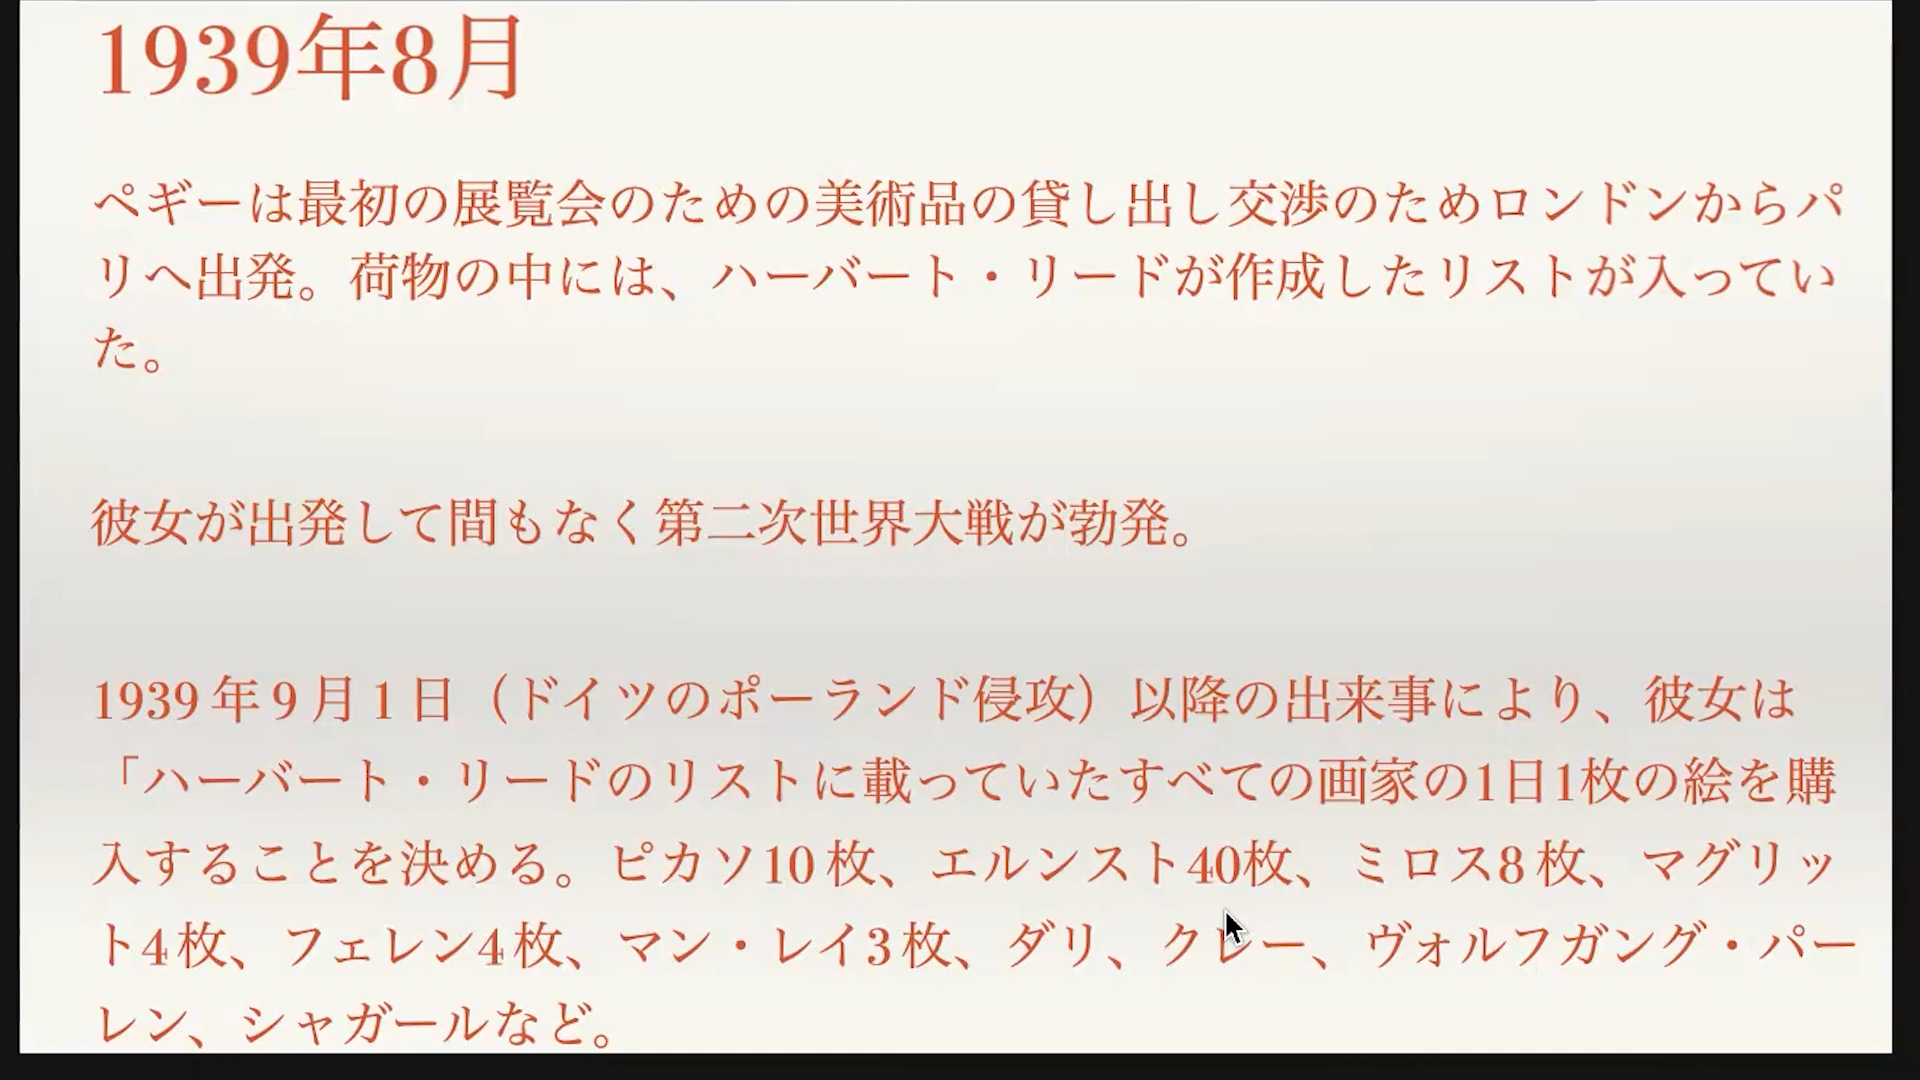 1939年8月
ペギーは最初の展覧会のための美術品の貸し出し交渉のためロンドンからパ
リへ出発。荷物の中には、ハーバート・リードが作成したリストが入ってい
た。
彼女が出発して間もなく第二次世界大戦が勃発。
1939年9月1日（ドイツのポーランド侵攻）以降の出来事により、彼女は
「ハーバート・リードのリストに載っていたすべての画家の1日1枚の絵を購
入することを決める。ピカソ10枚、エルンスト40枚、ミロス8枚、マグリッ
ト4枚、フェレン4枚、マン・レイ3枚、ダリ、クレー、ヴォルフガング・パー
レン、シャガールなど。